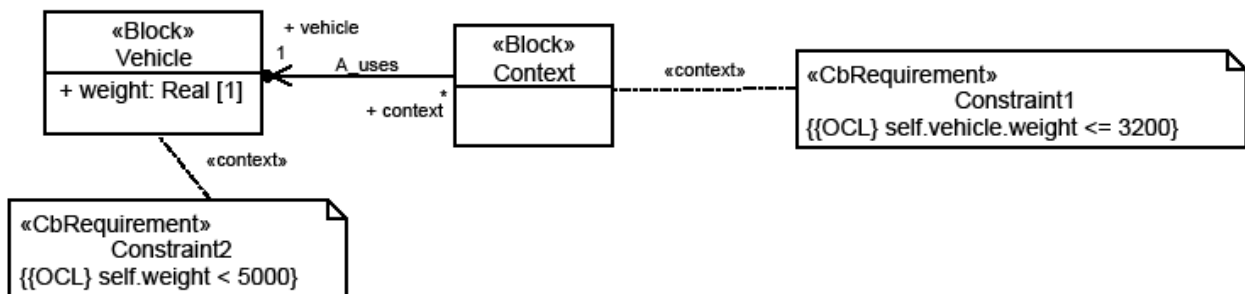 «Block»
Vehicle
+ weight: Real [1]
+ vehicle
1
A_uses
*
+ context
«Block»
Context
«context»
«CbRequirement»
Constraint1
{{OCL} self.vehicle.weight <= 3200}
«context»
«CbRequirement»
Constraint2
{{OCL} self.weight < 5000}